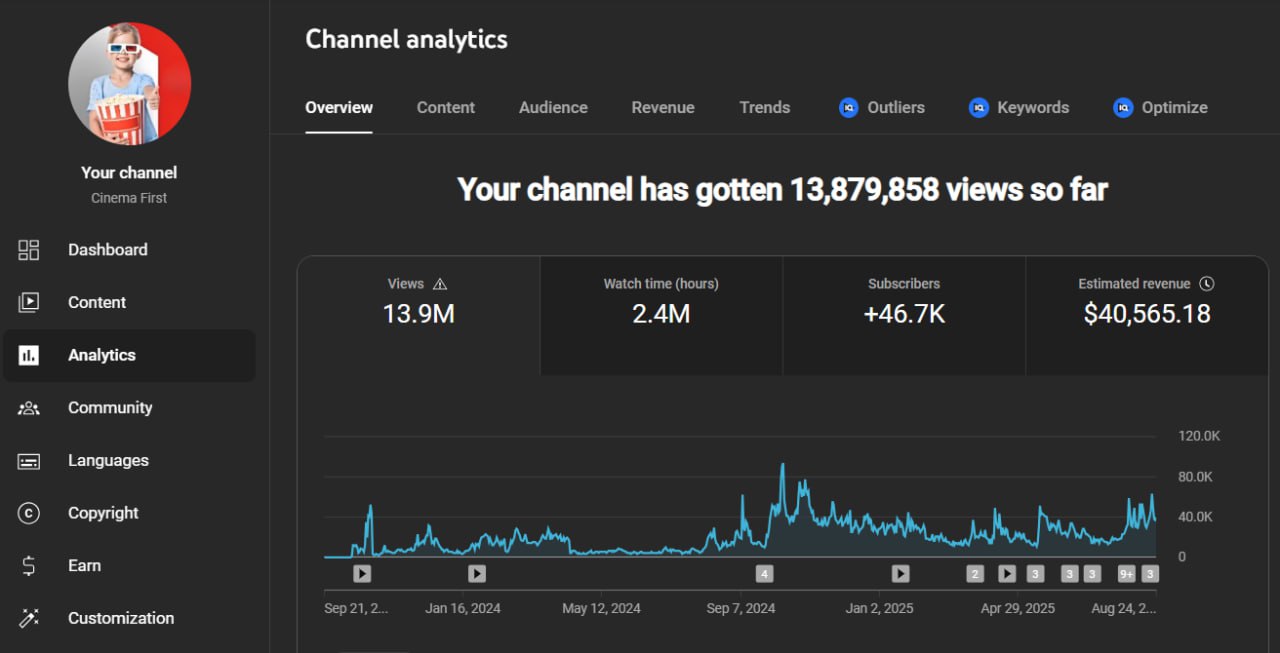 Channel analytics
Overview
Content
Audience
Revenue
Trends
IQ Outliers
IQ Keywords
IQ Optimize
Your channel
Cinema First
Dashboard
Content
Analytics
Community
Languages
Copyright
Earn
Customization
Your channel has gotten 13,879,858 views so far
Views
13.9M
Watch time (hours)
2.4M
Subscribers
+46.7K
Estimated revenue
$40,565.18
120.0K
80.0K
40.0K
0
4
2
3
3
3
9+
3
Sep 21, 2...
Jan 16, 2024
May 12, 2024
Sep 7, 2024
Jan 2, 2025
Apr 29, 2025
Aug 24, 2...